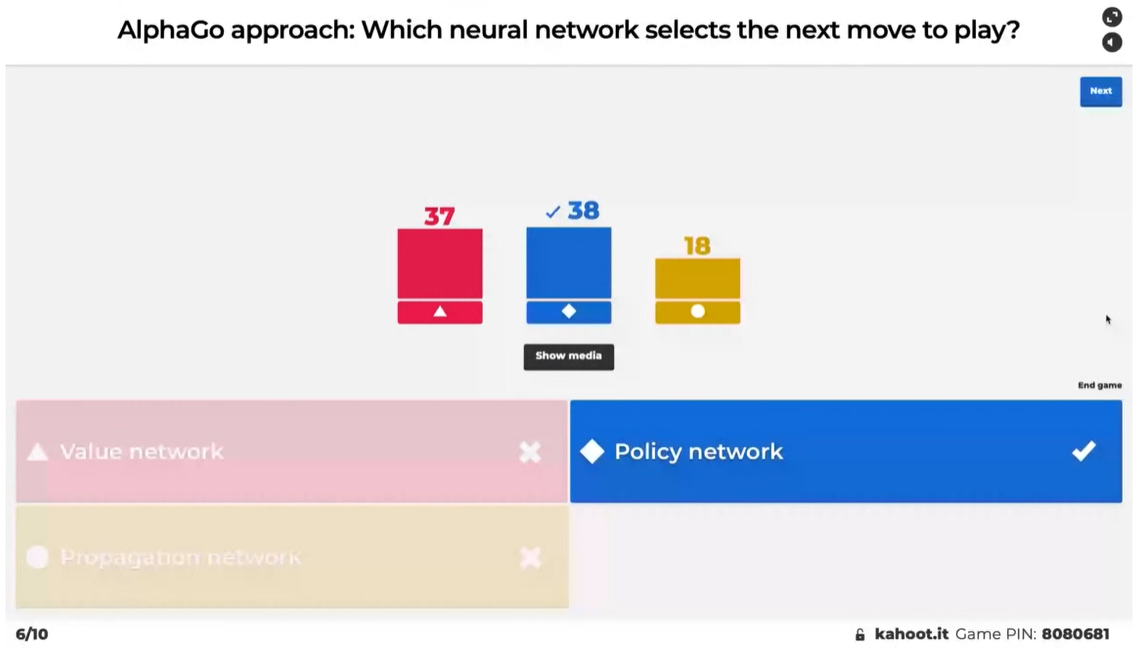 AlphaGo approach: Which neural network selects the next move to play?
Next
37
38
18
Show media
End game
Value network
Policy network
Propagation network
6/10
kahoot.it Game PIN: 8080681